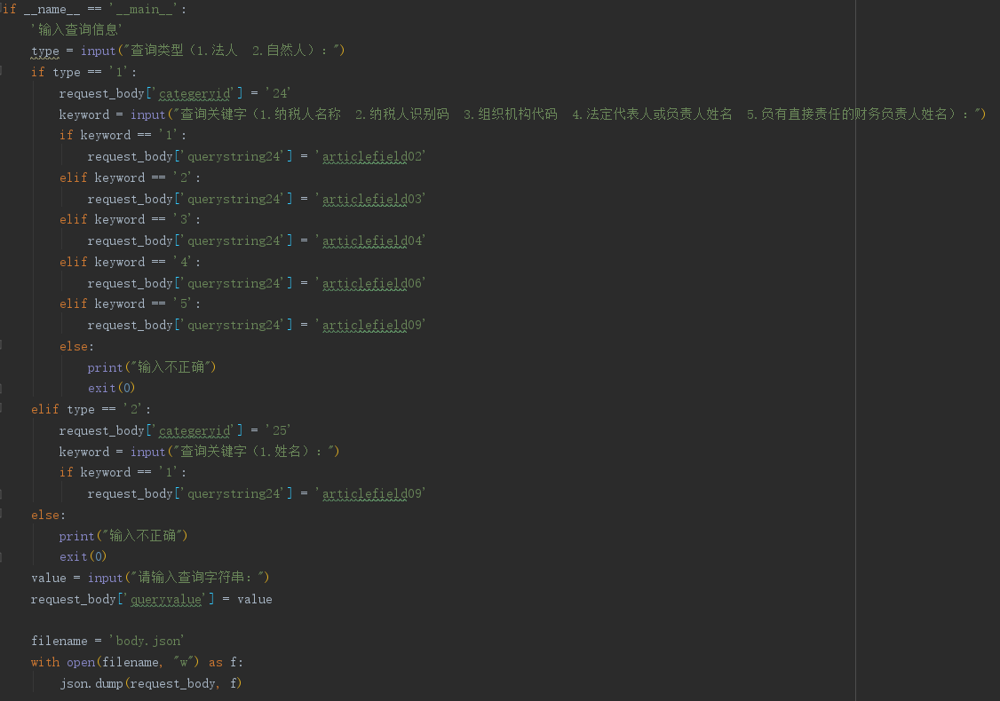 if __name__ == '__main__':
    '输入查询信息'
    type = input("查询类型（1.法人  2.自然人）：")
    if type == '1':
        request_body['categeryid'] = '24'
        keyword = input("查询关键字（1.纳税人名称  2.纳税人识别码  3.组织机构代码  4.法定代表人或负责人姓名  5.负有直接责任的财务负责人姓名）：")
        if keyword == '1':
            request_body['querystring24'] = 'articlefield02'
        elif keyword == '2':
            request_body['querystring24'] = 'articlefield03'
        elif keyword == '3':
            request_body['querystring24'] = 'articlefield04'
        elif keyword == '4':
            request_body['querystring24'] = 'articlefield06'
        elif keyword == '5':
            request_body['querystring24'] = 'articlefield09'
        else:
            print("输入不正确")
            exit(0)
    elif type == '2':
        request_body['categeryid'] = '25'
        keyword = input("查询关键字（1.姓名）：")
        if keyword == '1':
            request_body['querystring24'] = 'articlefield09'
    else:
        print("输入不正确")
        exit(0)
    value = input("请输入查询字符串：")
    request_body['queryvalue'] = value

    filename = 'body.json'
    with open(filename, "w") as f:
        json.dump(request_body, f)